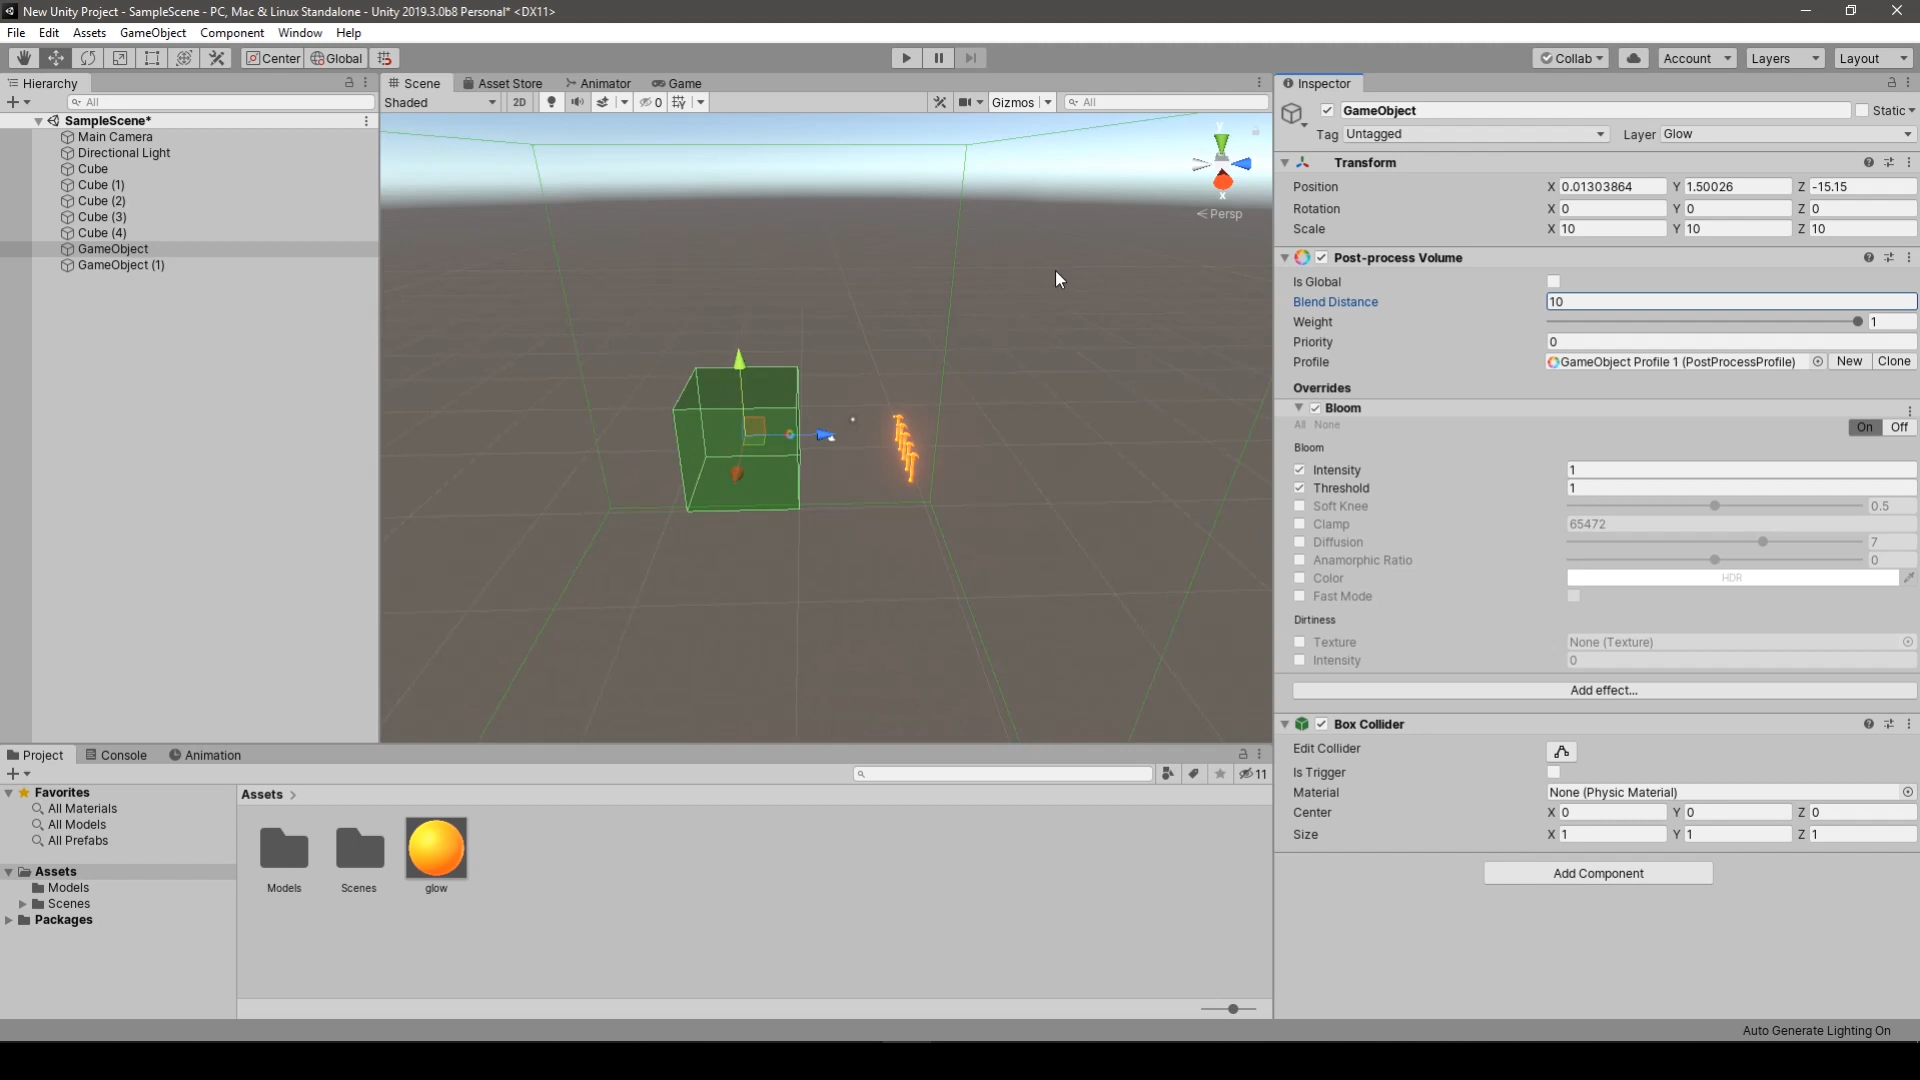 New Unity Project - SampleScene - PC, Mac & Linux Standalone - Unity 2019.3.0b8 Personal* <DX11>
File Edit Assets GameObject Component Window Help
Center Global Collab Account Layers Layout
Hierarchy
All
SampleScene*
Main Camera
Directional Light
Cube
Cube (1)
Cube (2)
Cube (3)
Cube (4)
GameObject
GameObject (1)
Scene Asset Store Animator Game
Shaded 2D 0 Gizmos All
y
x
Persp
Inspector
GameObject Static
Tag Untagged Layer Glow
Transform
Position X 0.01303864 Y 1.50026 Z -15.15
Rotation X 0 Y 0 Z 0
Scale X 10 Y 10 Z 10
Post-process Volume
Is Global
Blend Distance 10
Weight 1
Priority 0
Profile GameObject Profile 1 (PostProcessProfile) New Clone
Overrides
Bloom
All None On Off
Bloom
Intensity 1
Threshold 1
Soft Knee 0.5
Clamp 65472
Diffusion 7
Anamorphic Ratio 0
Color HDR
Fast Mode
Dirtiness
Texture None (Texture)
Intensity 0
Add effect...
Box Collider
Edit Collider
Is Trigger
Material None (Physic Material)
Center X 0 Y 0 Z 0
Size X 1 Y 1 Z 1
Add Component
Project Console Animation
11
Favorites
All Materials
All Models
All Prefabs
Assets
Models
Scenes
Packages
Assets
Models Scenes glow
Auto Generate Lighting On